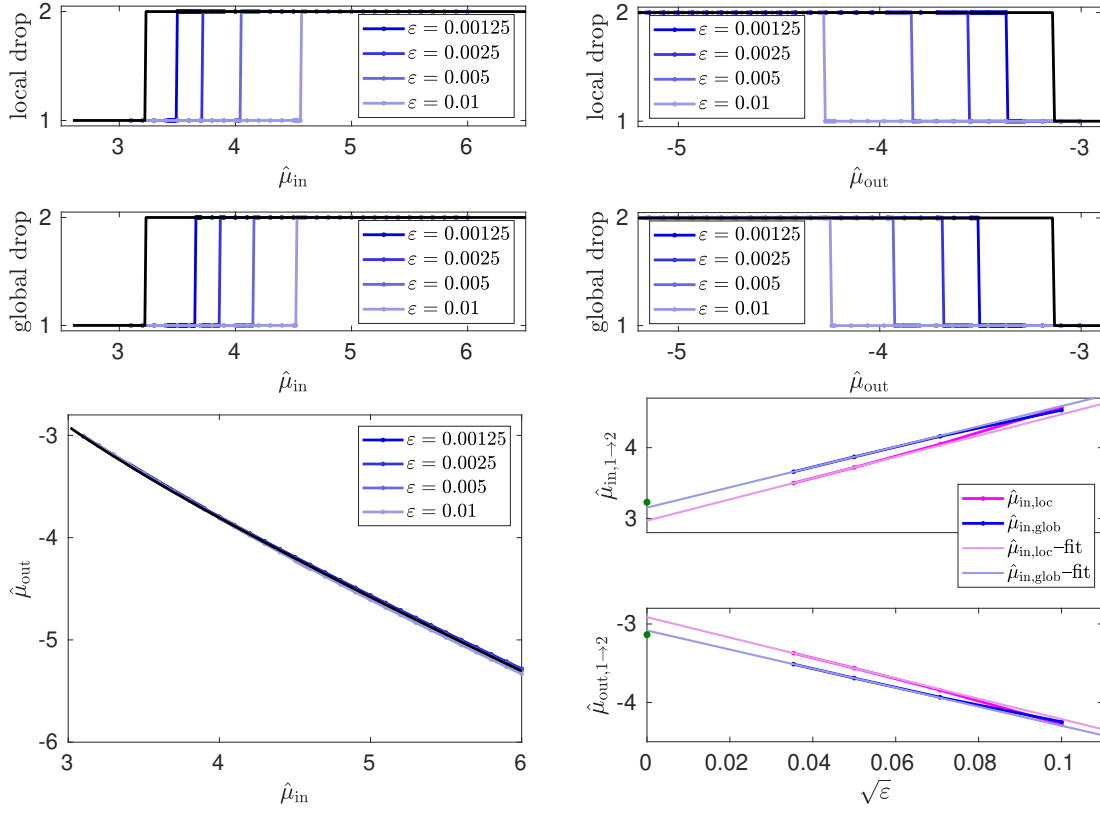 local drop
2
1
3
4
5
6
μ̂in
ε = 0.00125
ε = 0.0025
ε = 0.005
ε = 0.01
local drop
2
1
-5
-4
-3
μ̂out
ε = 0.00125
ε = 0.0025
ε = 0.005
ε = 0.01
global drop
2
1
3
4
5
6
μ̂in
ε = 0.00125
ε = 0.0025
ε = 0.005
ε = 0.01
global drop
2
1
-5
-4
-3
μ̂out
ε = 0.00125
ε = 0.0025
ε = 0.005
ε = 0.01
μ̂out
-3
-4
-5
-6
3
4
5
6
μ̂in
ε = 0.00125
ε = 0.0025
ε = 0.005
ε = 0.01
μ̂in,1→2
4
3
μ̂in,loc
μ̂in,glob
μ̂in,loc–fit
μ̂in,glob–fit
μ̂out,1→2
-3
-4
0
0.02
0.04
0.06
0.08
0.1
√ε